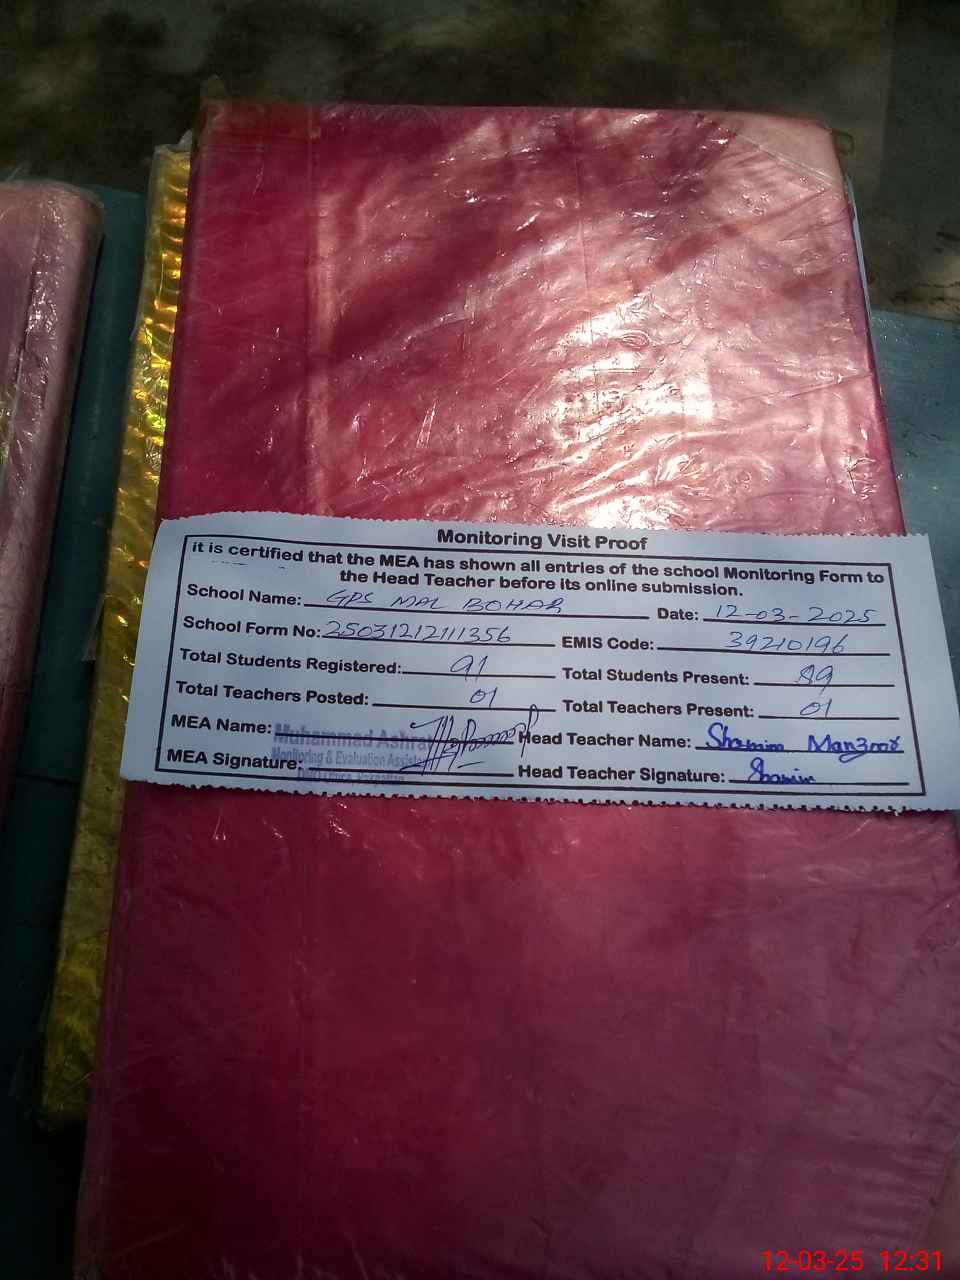 Monitoring Visit Proof
it is certified that the MEA has shown all entries of the school Monitoring Form to
the Head Teacher before its online submission.
School Name: GPS MAL BOHAR Date: 12-03-2025
School Form No: 25031212111356 EMIS Code: 39210196
Total Students Registered: 91 Total Students Present: 89
Total Teachers Posted: 01 Total Teachers Present: 01
MEA Name: Muhammad Ashraf Head Teacher Name: Shamim Manzoor
Monitoring & Evaluation Assistant
MEA Signature: Head Teacher Signature: Shamim
12-03-25 12:31